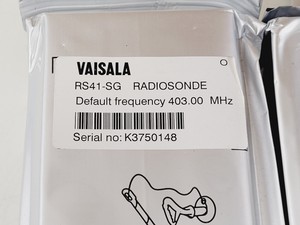 VAISALA
RS41-SG RADIOSONDE
Default frequency 403.00 MHz
Serial no: K3750148